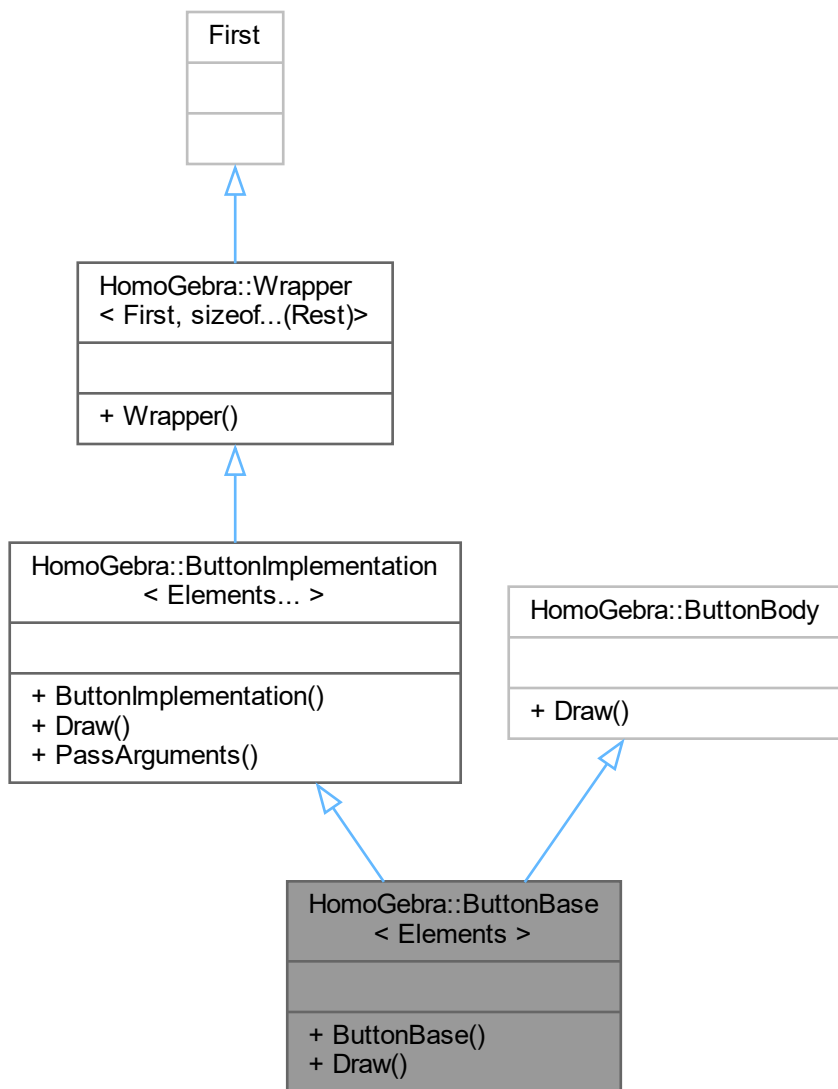 First
HomoGebra::Wrapper
< First, sizeof...(Rest)>
+ Wrapper()
HomoGebra::ButtonImplementation
< Elements... >
+ ButtonImplementation()
+ Draw()
+ PassArguments()
HomoGebra::ButtonBody
+ Draw()
HomoGebra::ButtonBase
< Elements >
+ ButtonBase()
+ Draw()